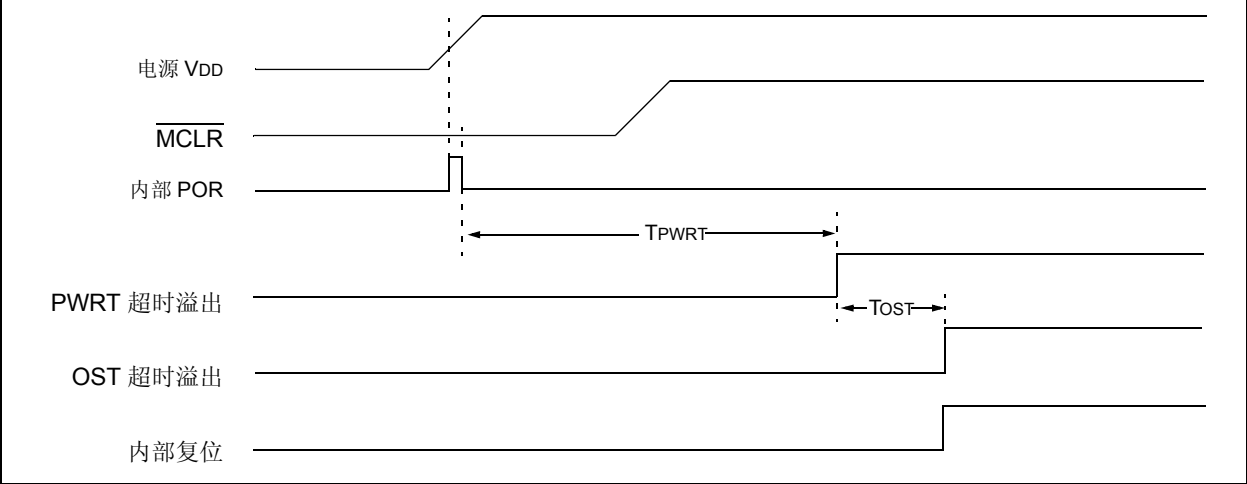 电源 VDD
MCLR
内部 POR
TPWRT
PWRT 超时溢出
TOST
OST 超时溢出
内部复位